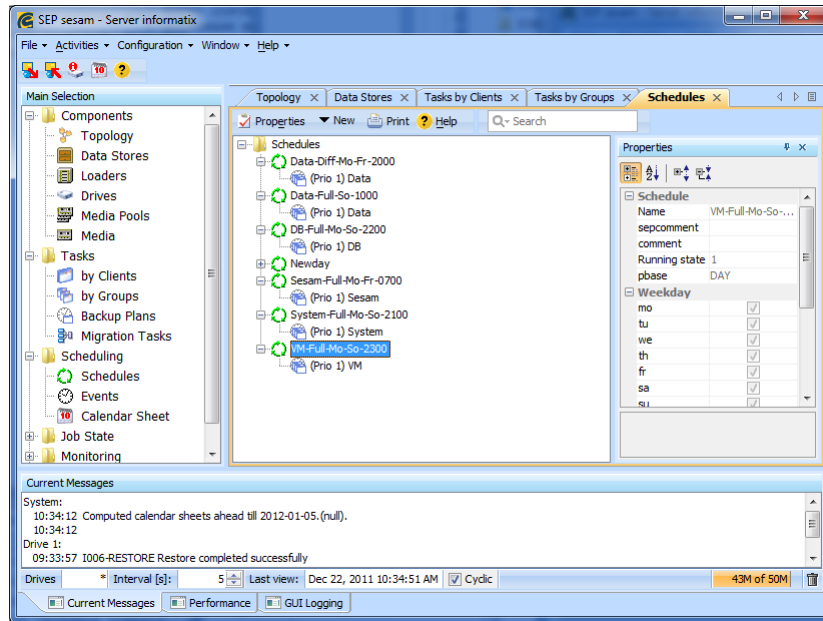 SEP sesam - Server informatix
File Activities Configuration Window Help
Main Selection
Components
Topology
Data Stores
Loaders
Drives
Media Pools
Media
Tasks
by Clients
by Groups
Backup Plans
Migration Tasks
Scheduling
Schedules
Events
10 Calendar Sheet
Job State
Monitoring
Topology Data Stores Tasks by Clients Tasks by Groups Schedules
Properties New Print Help Search
Schedules
Data-Diff-Mo-Fr-2000
(Prio 1) Data
Data-Full-So-1000
(Prio 1) Data
DB-Full-Mo-So-2200
(Prio 1) DB
Newday
Sesam-Full-Mo-Fr-0700
(Prio 1) Sesam
System-Full-Mo-So-2100
(Prio 1) System
VM-Full-Mo-So-2300
(Prio 1) VM
Properties
Schedule
Name VM-Full-Mo-So-...
sepcomment
comment
Running state 1
pbase DAY
Weekday
mo
tu
we
th
fr
sa
su
Current Messages
System:
10:34:12 Computed calendar sheets ahead till 2012-01-05.(null).
10:34:12
Drive 1:
09:33:57 I006-RESTORE Restore completed successfully
Drives * Interval [s]: 5 Last view: Dec 22, 2011 10:34:51 AM Cyclic 43M of 50M
Current Messages Performance GUI Logging